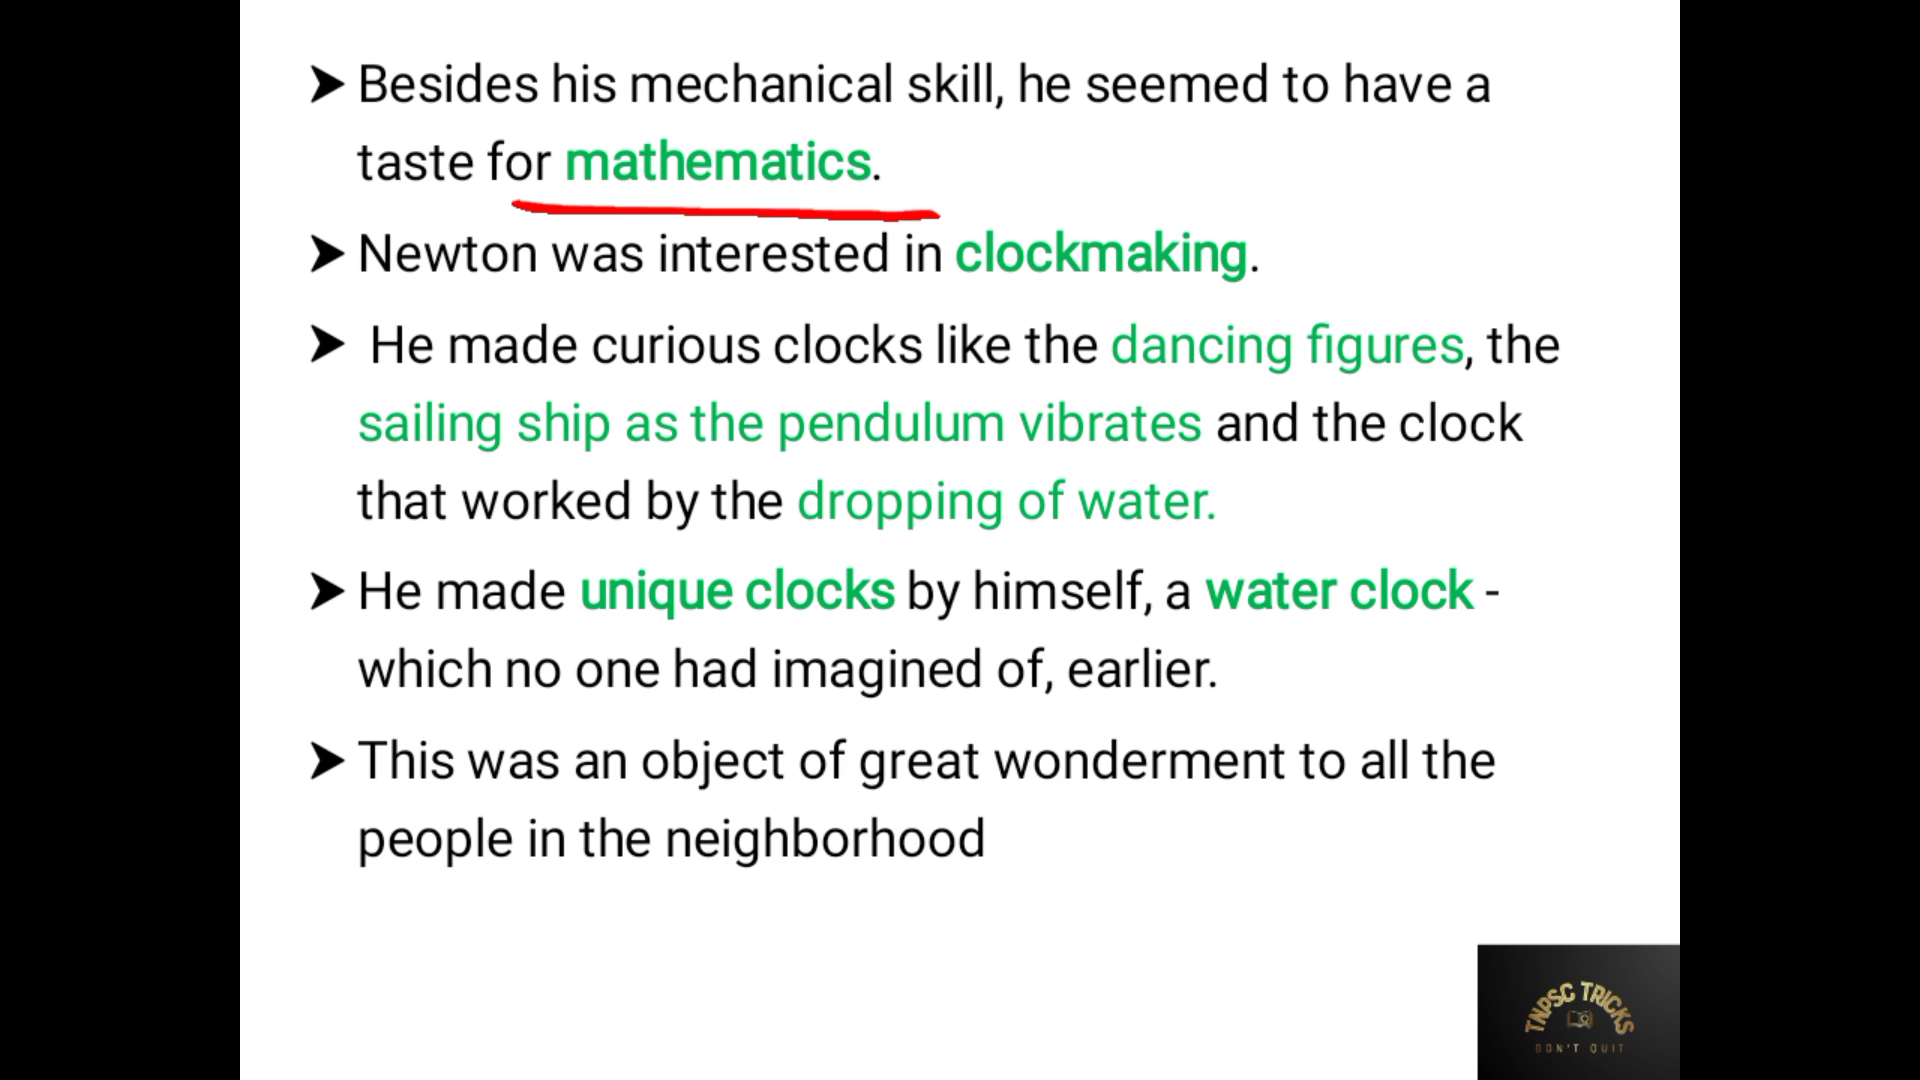 ➤ Besides his mechanical skill, he seemed to have a
taste for mathematics.
➤ Newton was interested in clockmaking.
➤ He made curious clocks like the dancing figures, the
sailing ship as the pendulum vibrates and the clock
that worked by the dropping of water.
➤ He made unique clocks by himself, a water clock -
which no one had imagined of, earlier.
➤ This was an object of great wonderment to all the
people in the neighborhood
TNPSC TRICKS
DON'T QUIT